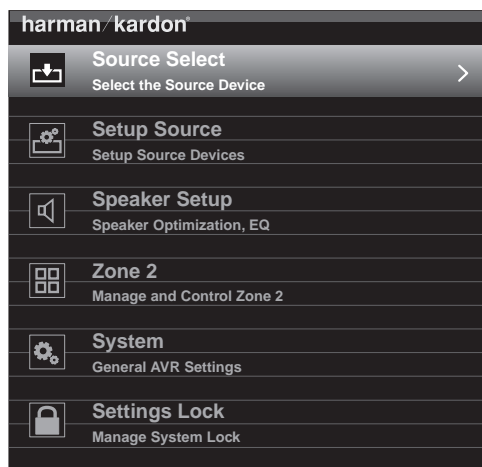 harman/kardon®
Source Select
Select the Source Device
Setup Source
Setup Source Devices
Speaker Setup
Speaker Optimization, EQ
Zone 2
Manage and Control Zone 2
System
General AVR Settings
Settings Lock
Manage System Lock